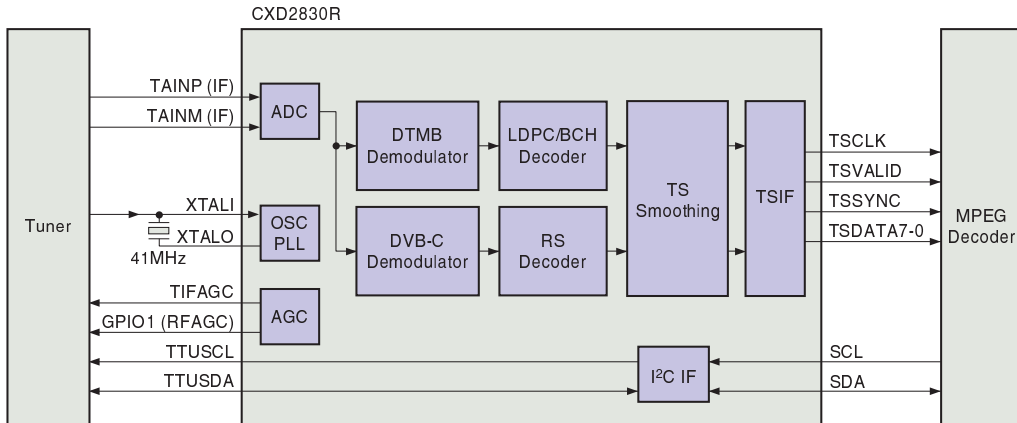 CXD2830R
Tuner
TAINP (IF)
TAINM (IF)
XTALI
XTALO
41MHz
TIFAGC
GPIO1 (RFAGC)
TTUSCL
TTUSDA
ADC
OSC
PLL
AGC
DTMB
Demodulator
LDPC/BCH
Decoder
DVB-C
Demodulator
RS
Decoder
TS
Smoothing
TSIF
I²C IF
TSCLK
TSVALID
TSSYNC
TSDATA7-0
SCL
SDA
MPEG
Decoder